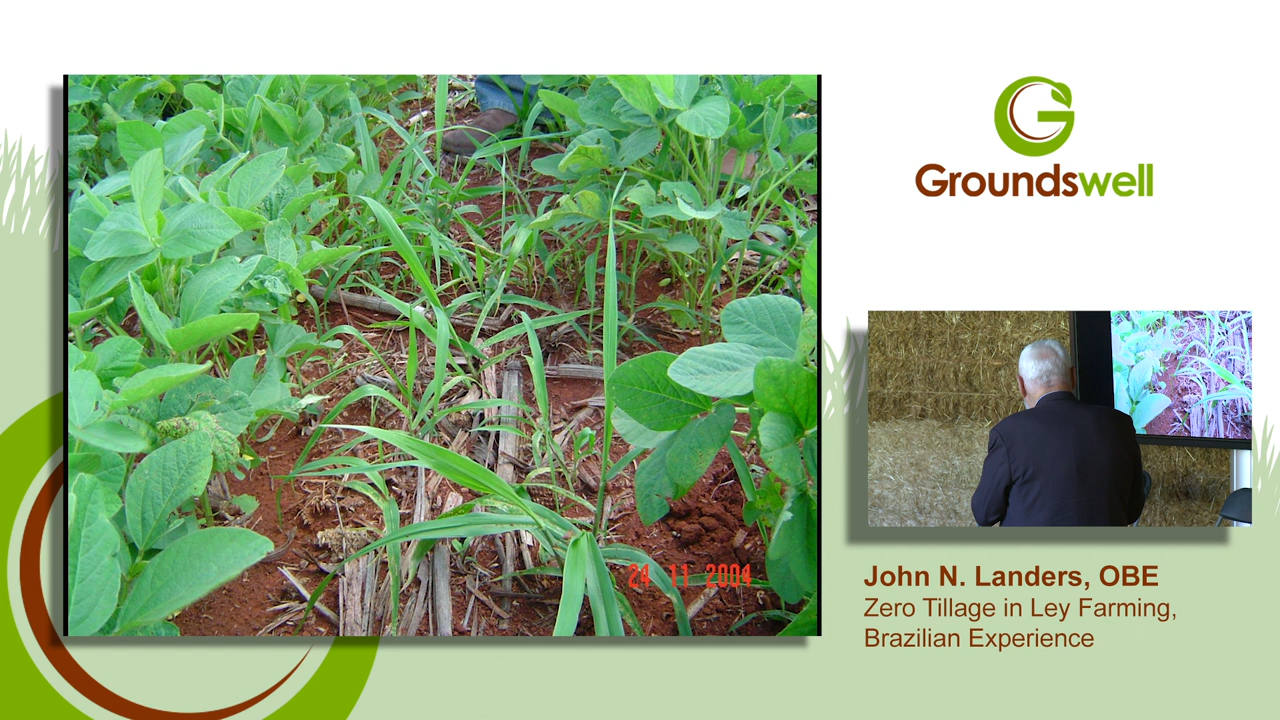 Groundswell
24 11 2004
John N. Landers, OBE
Zero Tillage in Ley Farming,
Brazilian Experience